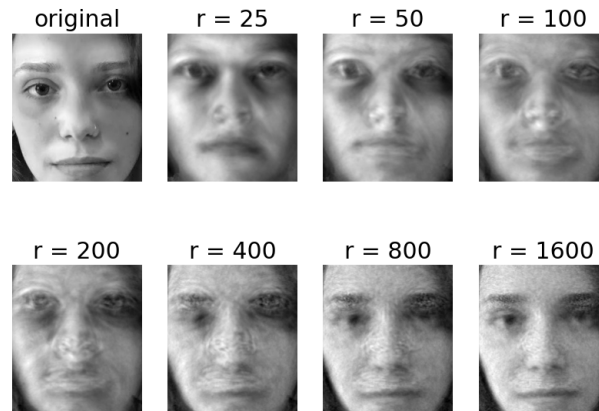 original
r = 25
r = 50
r = 100
r = 200
r = 400
r = 800
r = 1600